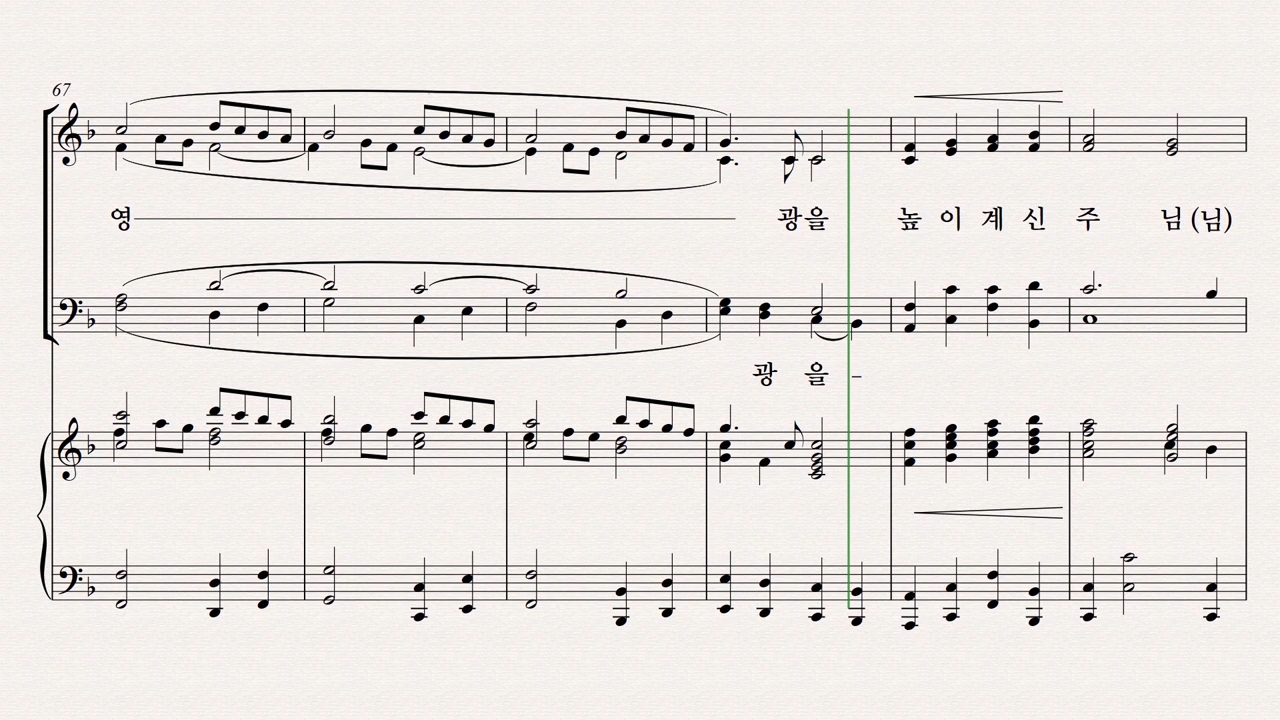 67
영 광을 높 이 계 신 주 님 (님)
광 을 –